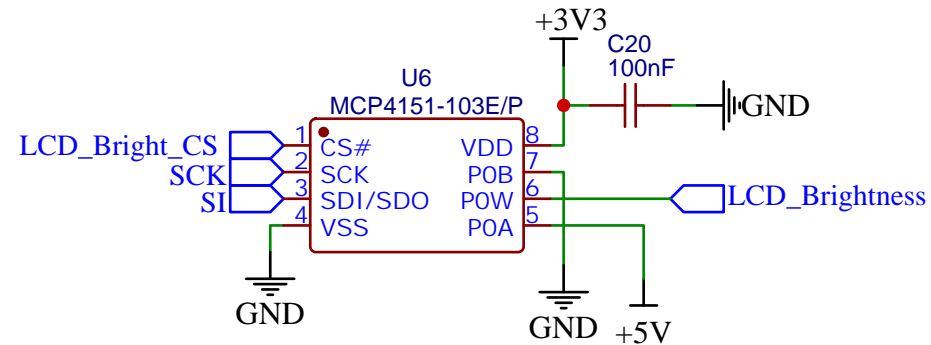 +3V3
C20
100nF
GND
U6
MCP4151-103E/P
LCD_Bright_CS
SCK
SI
1
2
3
4
CS#
SCK
SDI/SDO
VSS
VDD
P0B
P0W
P0A
8
7
6
5
LCD_Brightness
GND
GND
+5V